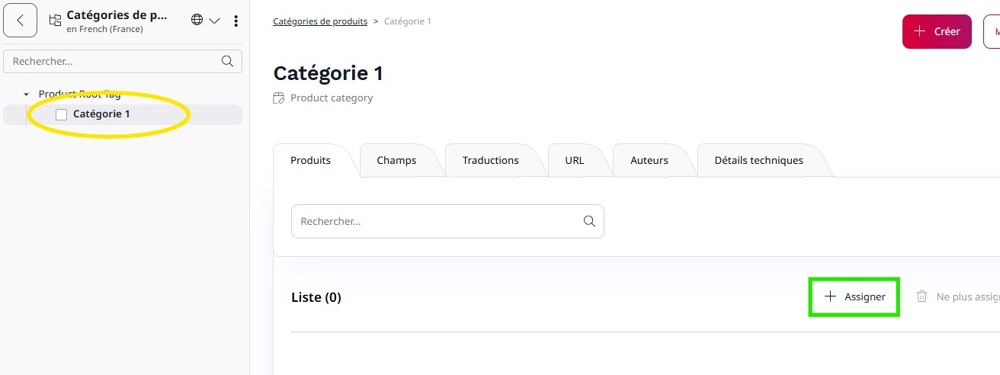 Catégories de p...
en French (France)
Rechercher...
Product Root Tag
Catégorie 1
Catégories de produits > Catégorie 1
Créer
M
Catégorie 1
Product category
Produits Champs Traductions URL Auteurs Détails techniques
Rechercher...
Liste (0)
Assigner
Ne plus assign